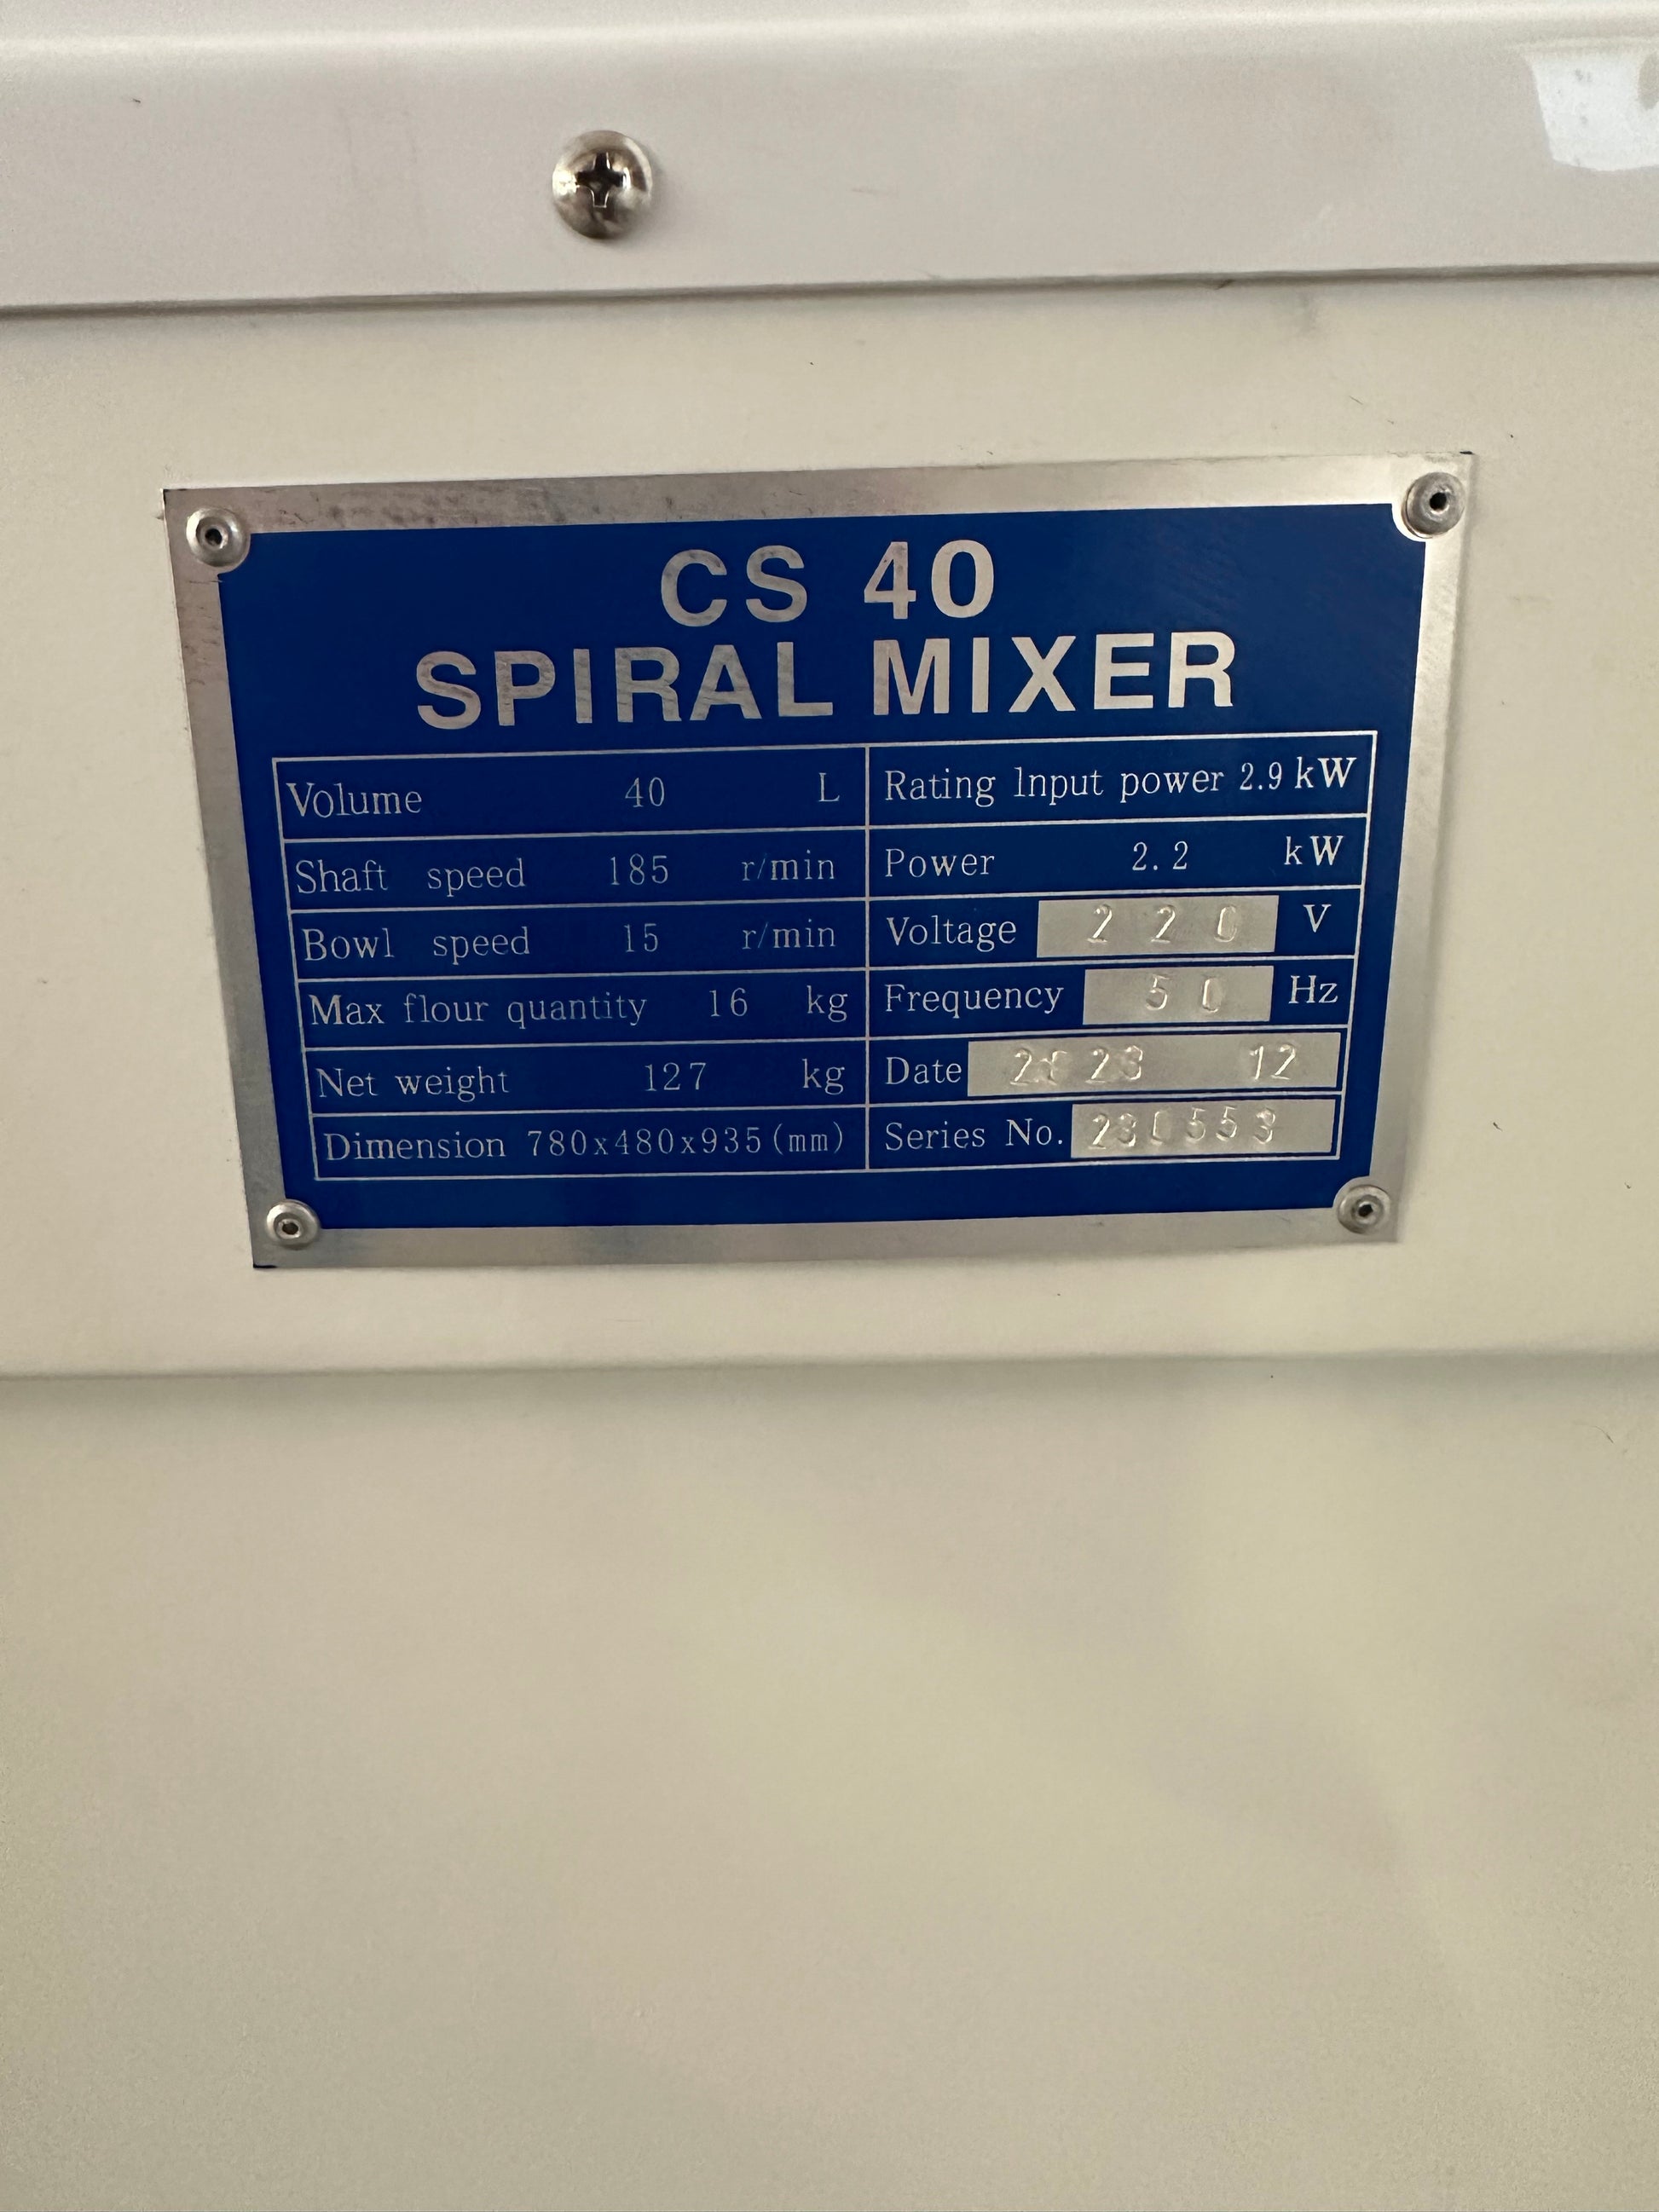 CS 40
SPIRAL MIXER
Volume 40 L
Rating Input power 2.9 kW
Shaft speed 185 r/min
Power 2.2 kW
Bowl speed 15 r/min
Voltage 220 V
Max flour quantity 16 kg
Frequency 50 Hz
Net weight 127 kg
Date 2023 12
Dimension 780x480x935(mm)
Series No. 230553